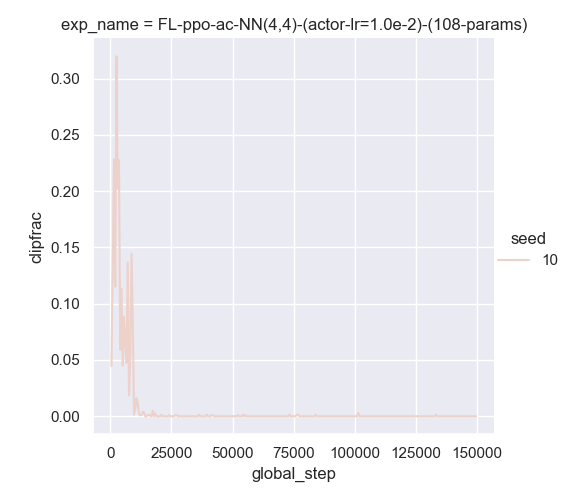 exp_name = FL-ppo-ac-NN(4,4)-(actor-lr=1.0e-2)-(108-params)
0.30
0.25
0.20
0.15
0.10
0.05
0.00
clipfrac
0 25000 50000 75000 100000 125000 150000
global_step
seed
10